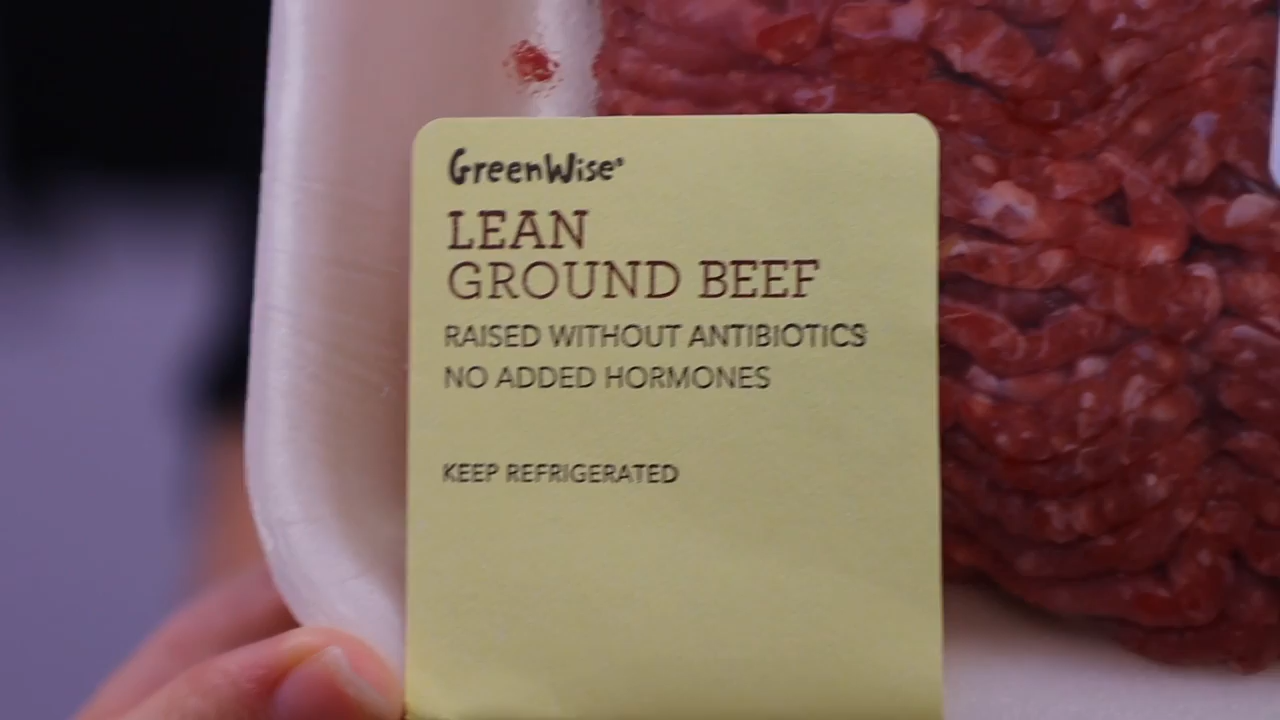 GreenWise®
LEAN
GROUND BEEF
RAISED WITHOUT ANTIBIOTICS
NO ADDED HORMONES
KEEP REFRIGERATED